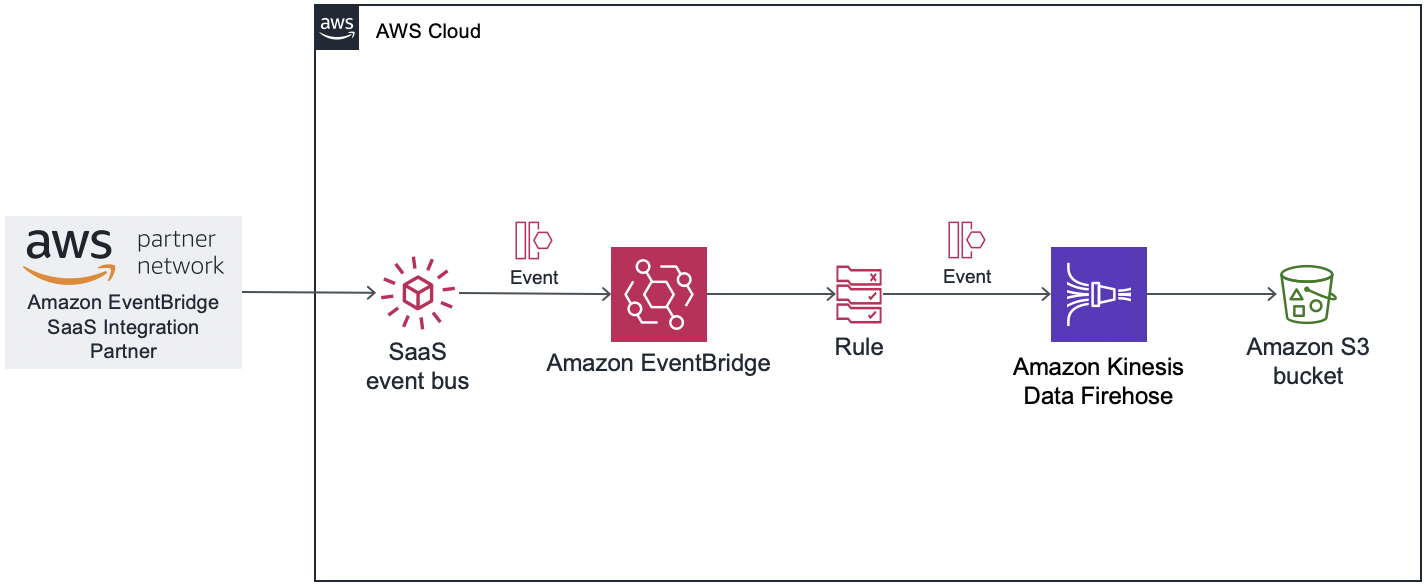 aws
AWS Cloud
aws
partner
network
Amazon EventBridge
SaaS Integration
Partner
SaaS
event bus
Event
Amazon EventBridge
Rule
Event
Amazon Kinesis
Data Firehose
Amazon S3
bucket